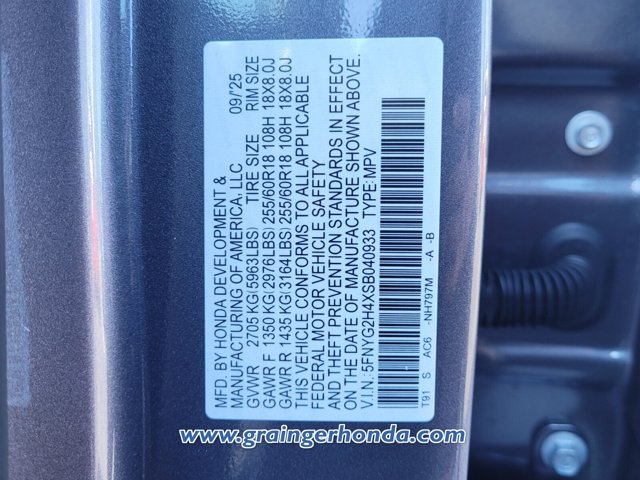 MFD. BY HONDA DEVELOPMENT &
MANUFACTURING OF AMERICA, LLC 09/'25
GVWR 2705 KG(5963LBS) TIRE SIZE RIM SIZE
GAWR F 1350 KG(2976LBS) 255/60R18 108H 18X8.0J
GAWR R 1435 KG(3164LBS) 255/60R18 108H 18X8.0J
THIS VEHICLE CONFORMS TO ALL APPLICABLE
FEDERAL MOTOR VEHICLE SAFETY
AND THEFT PREVENTION STANDARDS IN EFFECT
ON THE DATE OF MANUFACTURE SHOWN ABOVE.
V.I.N.: 5FNYG2H4XSB040933 TYPE: MPV
T91 S AC6 -NH797M -A -B
www.graingerhonda.com